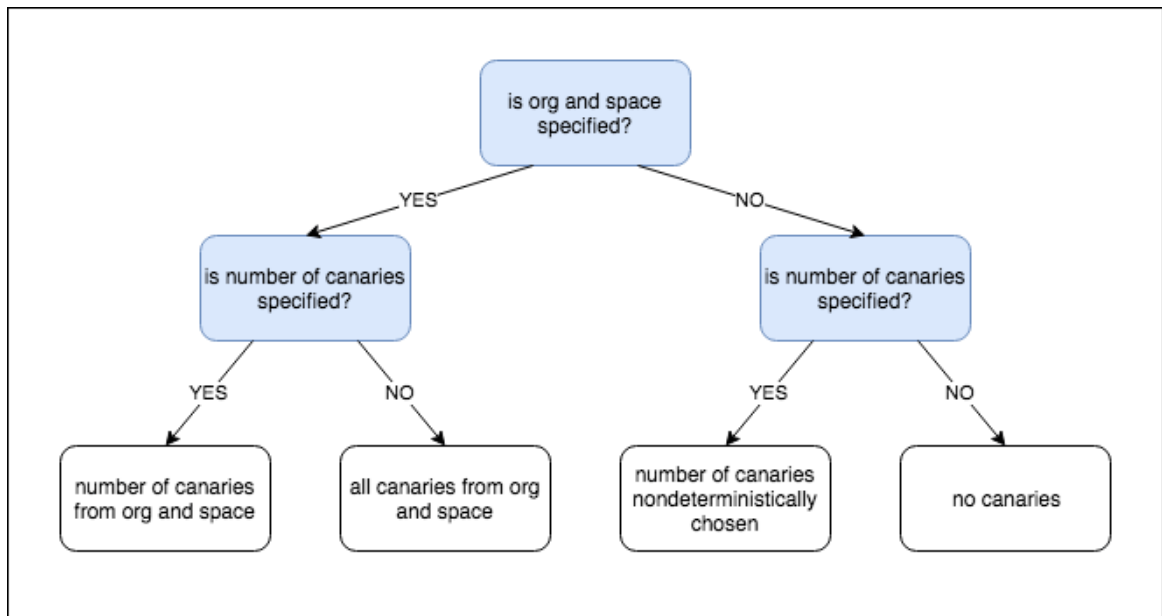 is org and space
specified?
YES
NO
is number of canaries
specified?
is number of canaries
specified?
YES
NO
YES
NO
number of canaries
from org and space
all canaries from org
and space
number of canaries
nondeterministically
chosen
no canaries